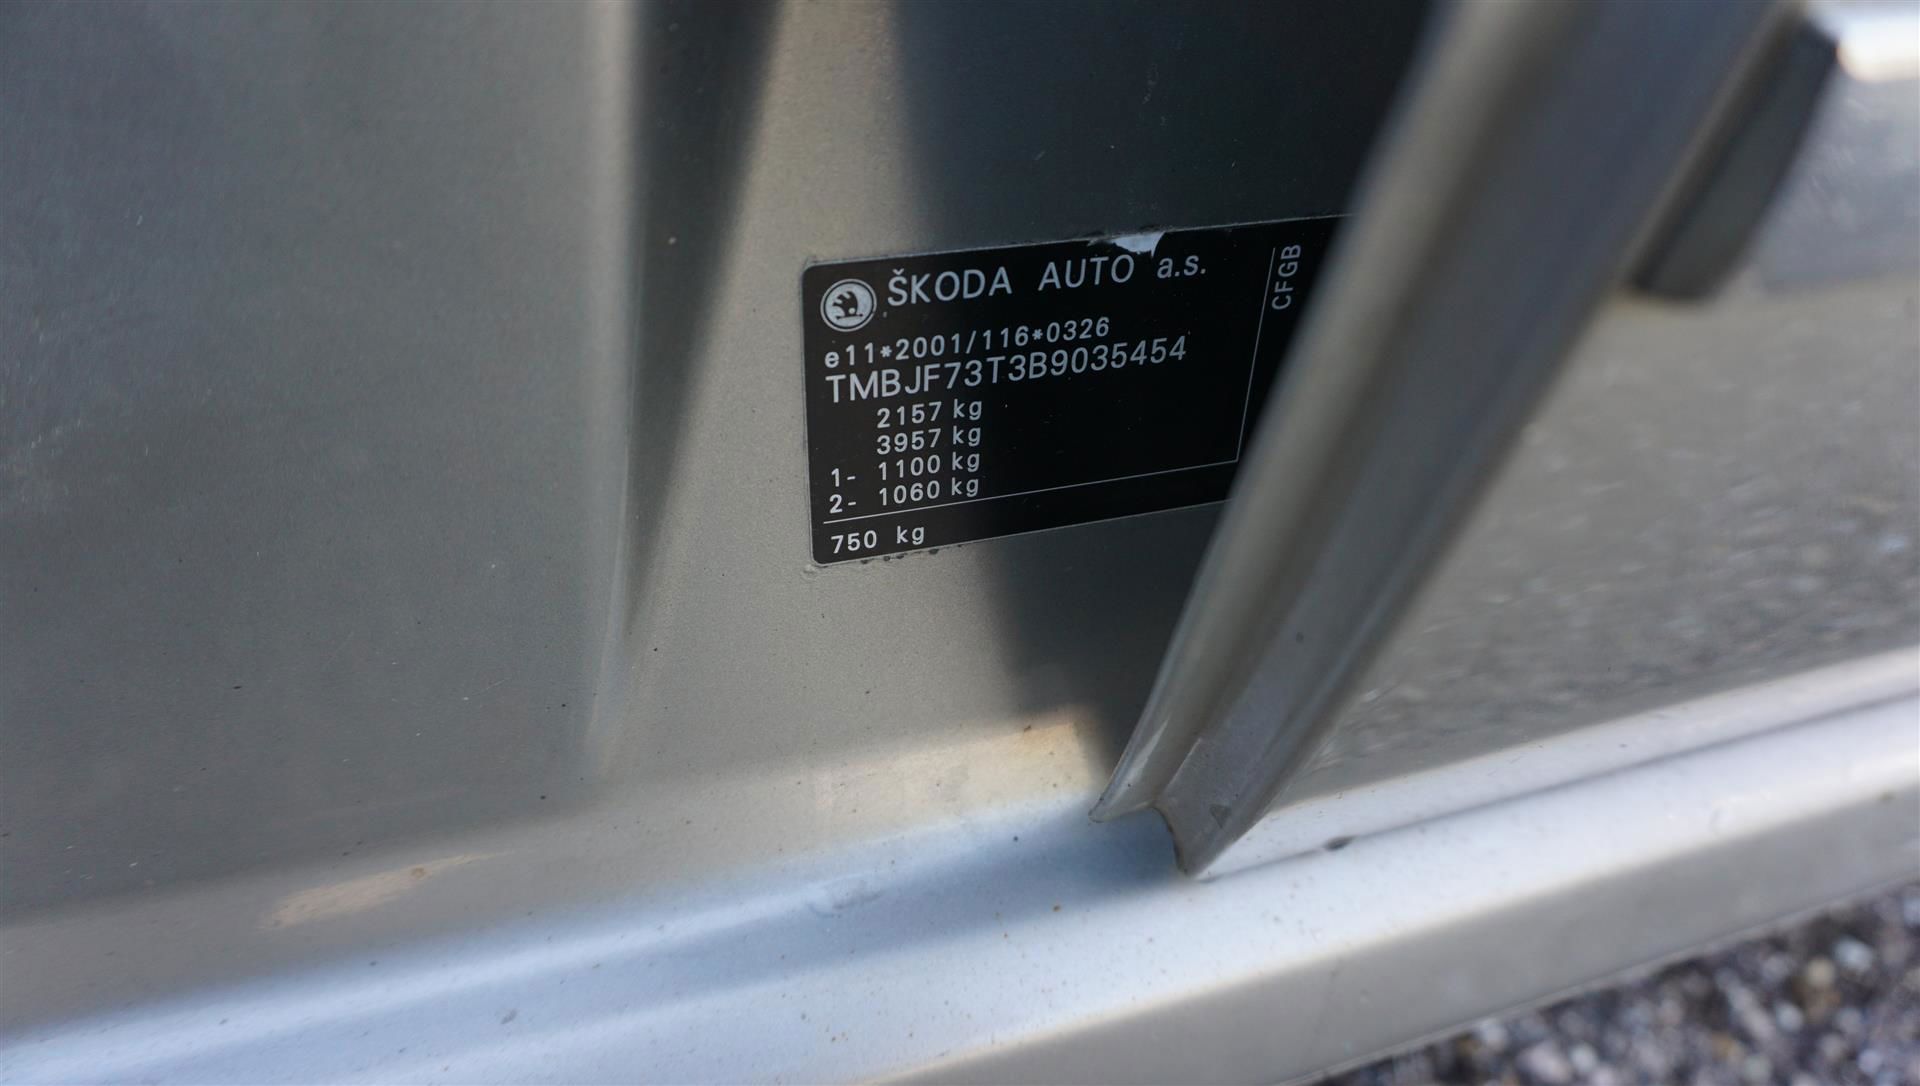 ŠKODA AUTO a.s.
e11*2001/116*0326
TMBJF73T3B9035454
2157 kg
3957 kg
1- 1100 kg
2- 1060 kg
750 kg
CFGB